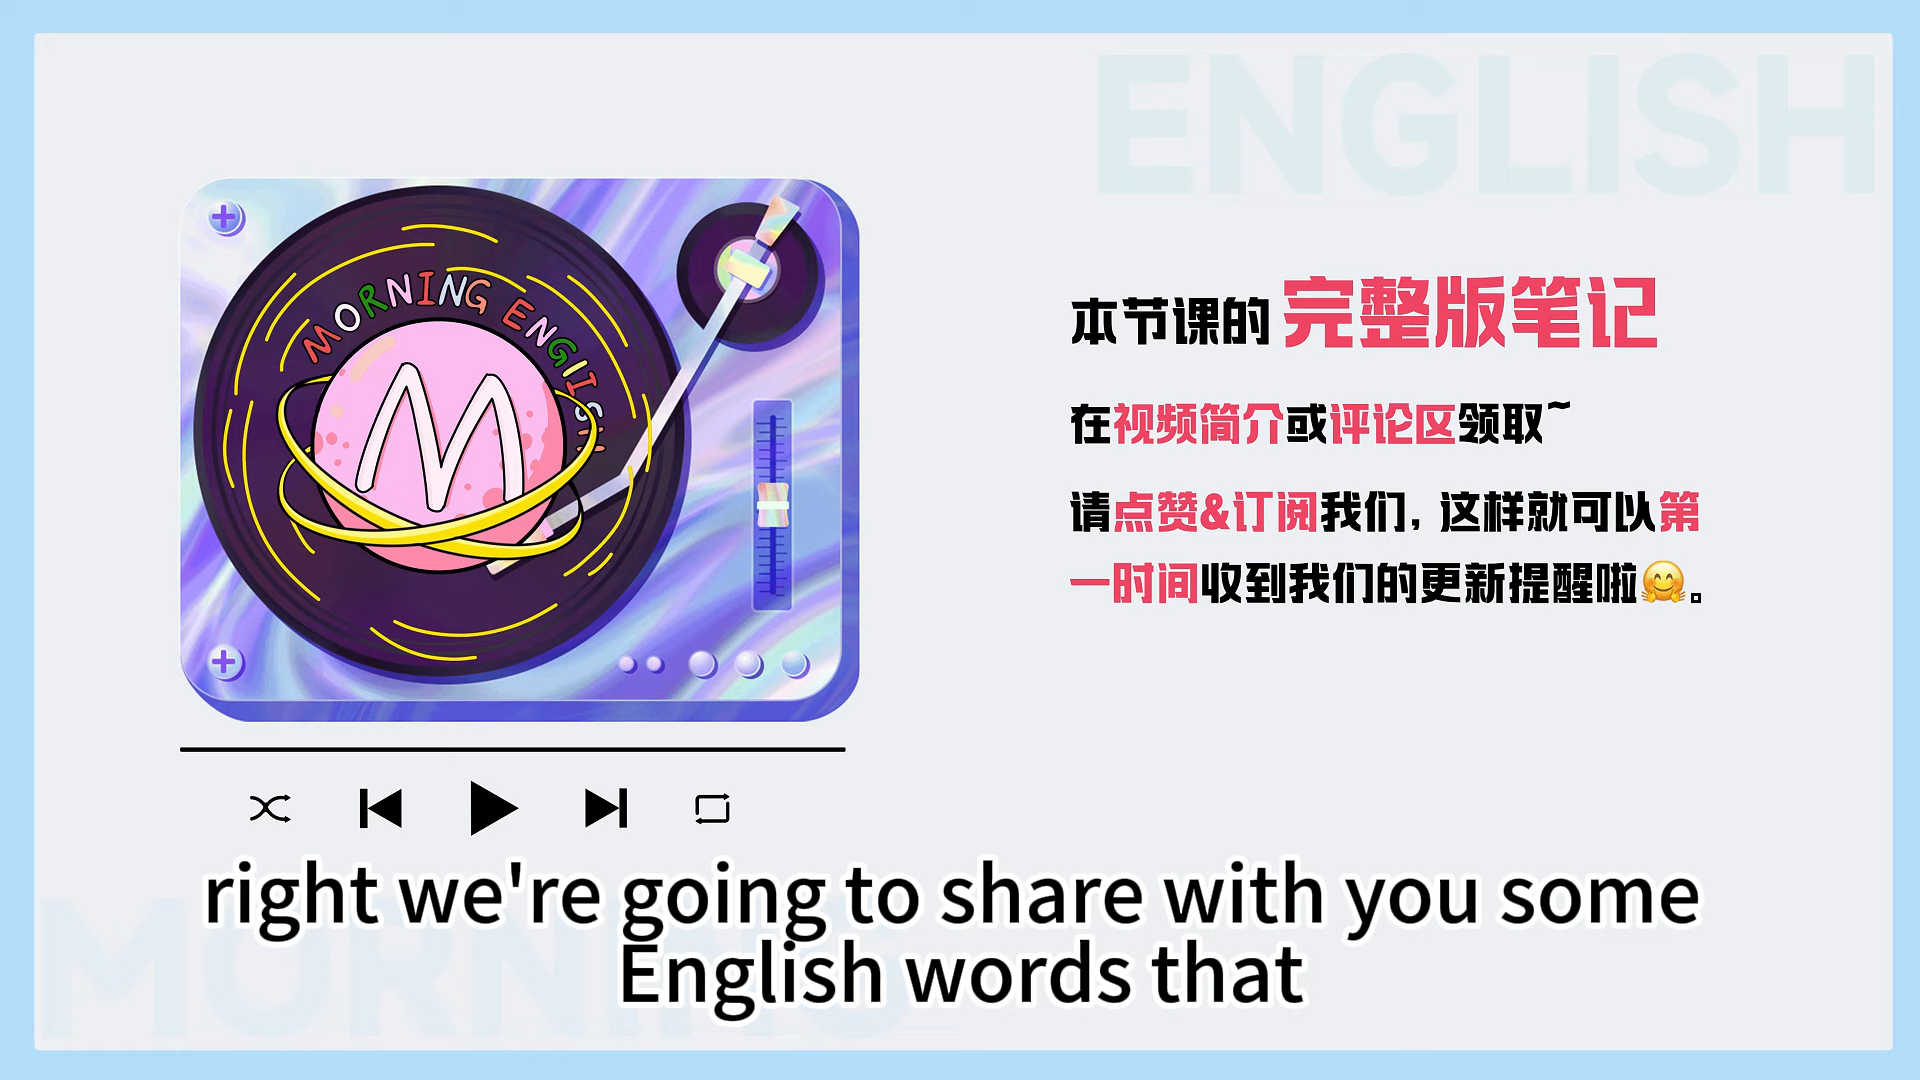 ENGLISH
MORNING ENGLISH
M
本节课的 完整版笔记
在视频简介或评论区领取~
请点赞&订阅我们，这样就可以第
一时间收到我们的更新提醒啦🤗。
MORNING
right we're going to share with you some
English words that